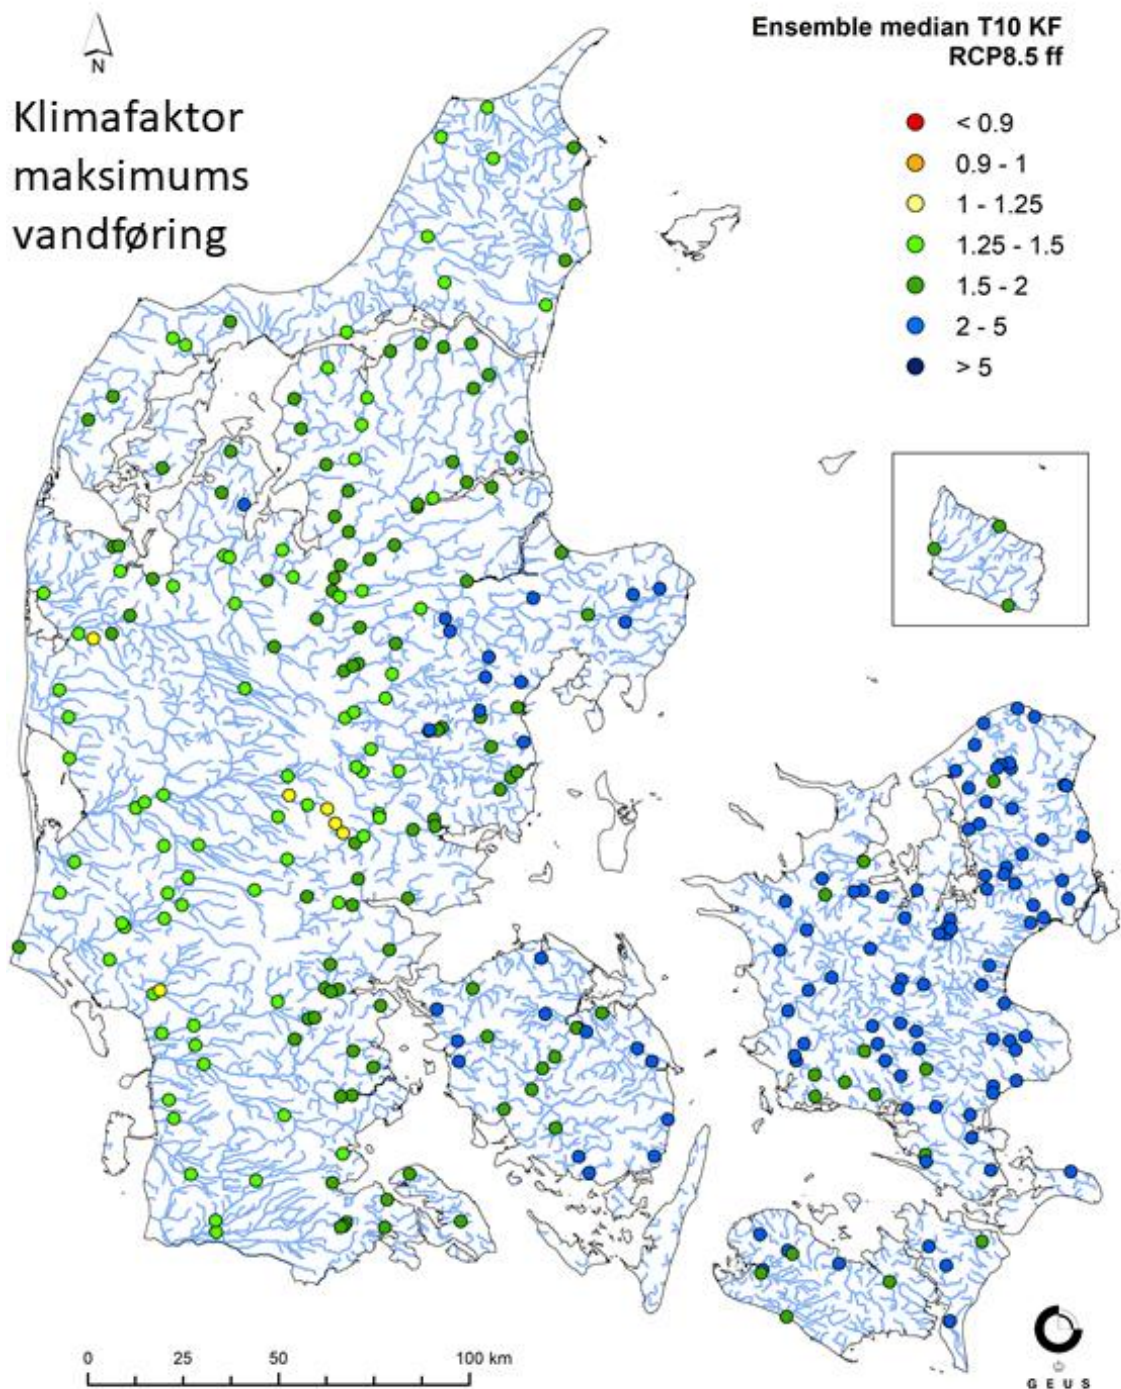 Ensemble median T10 KF
RCP8.5 ff
N
Klimafaktor
maksimums
vandføring
< 0.9
0.9 - 1
1 - 1.25
1.25 - 1.5
1.5 - 2
2 - 5
> 5
0 25 50 100 km
G E U S